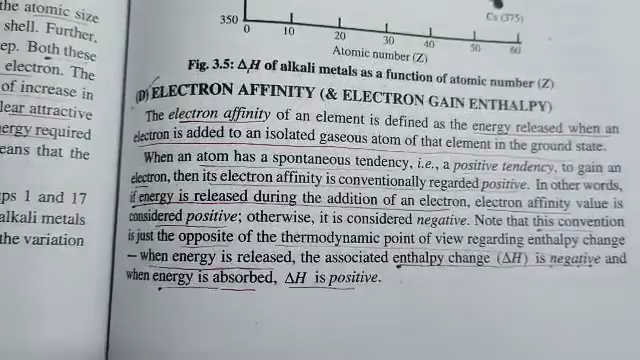 the atomic size
shell. Further,
ep. Both these
electron. The
of increase in
lear attractive
nergy required
eans that the
ps 1 and 17
alkali metals
the variation
350
Cs (375)
0 10 20 30 40 50 60
Atomic number (Z)
Fig. 3.5: ΔᵢH of alkali metals as a function of atomic number (Z)
(D) ELECTRON AFFINITY (& ELECTRON GAIN ENTHALPY)
The electron affinity of an element is defined as the energy released when an
electron is added to an isolated gaseous atom of that element in the ground state.
When an atom has a spontaneous tendency, i.e., a positive tendency, to gain an
electron, then its electron affinity is conventionally regarded positive. In other words,
if energy is released during the addition of an electron, electron affinity value is
considered positive; otherwise, it is considered negative. Note that this convention
is just the opposite of the thermodynamic point of view regarding enthalpy change
– when energy is released, the associated enthalpy change (ΔH) is negative and
when energy is absorbed, ΔH is positive.